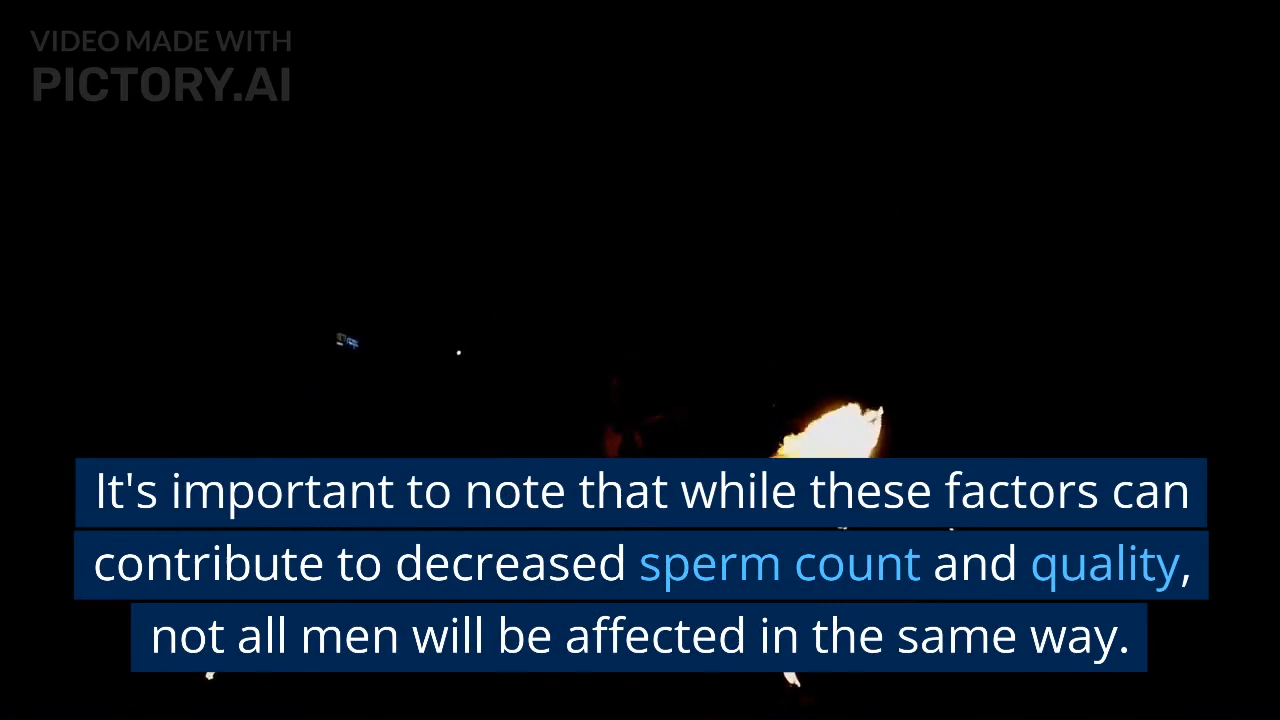 VIDEO MADE WITH
PICTORY.AI
It's important to note that while these factors can
contribute to decreased sperm count and quality,
not all men will be affected in the same way.